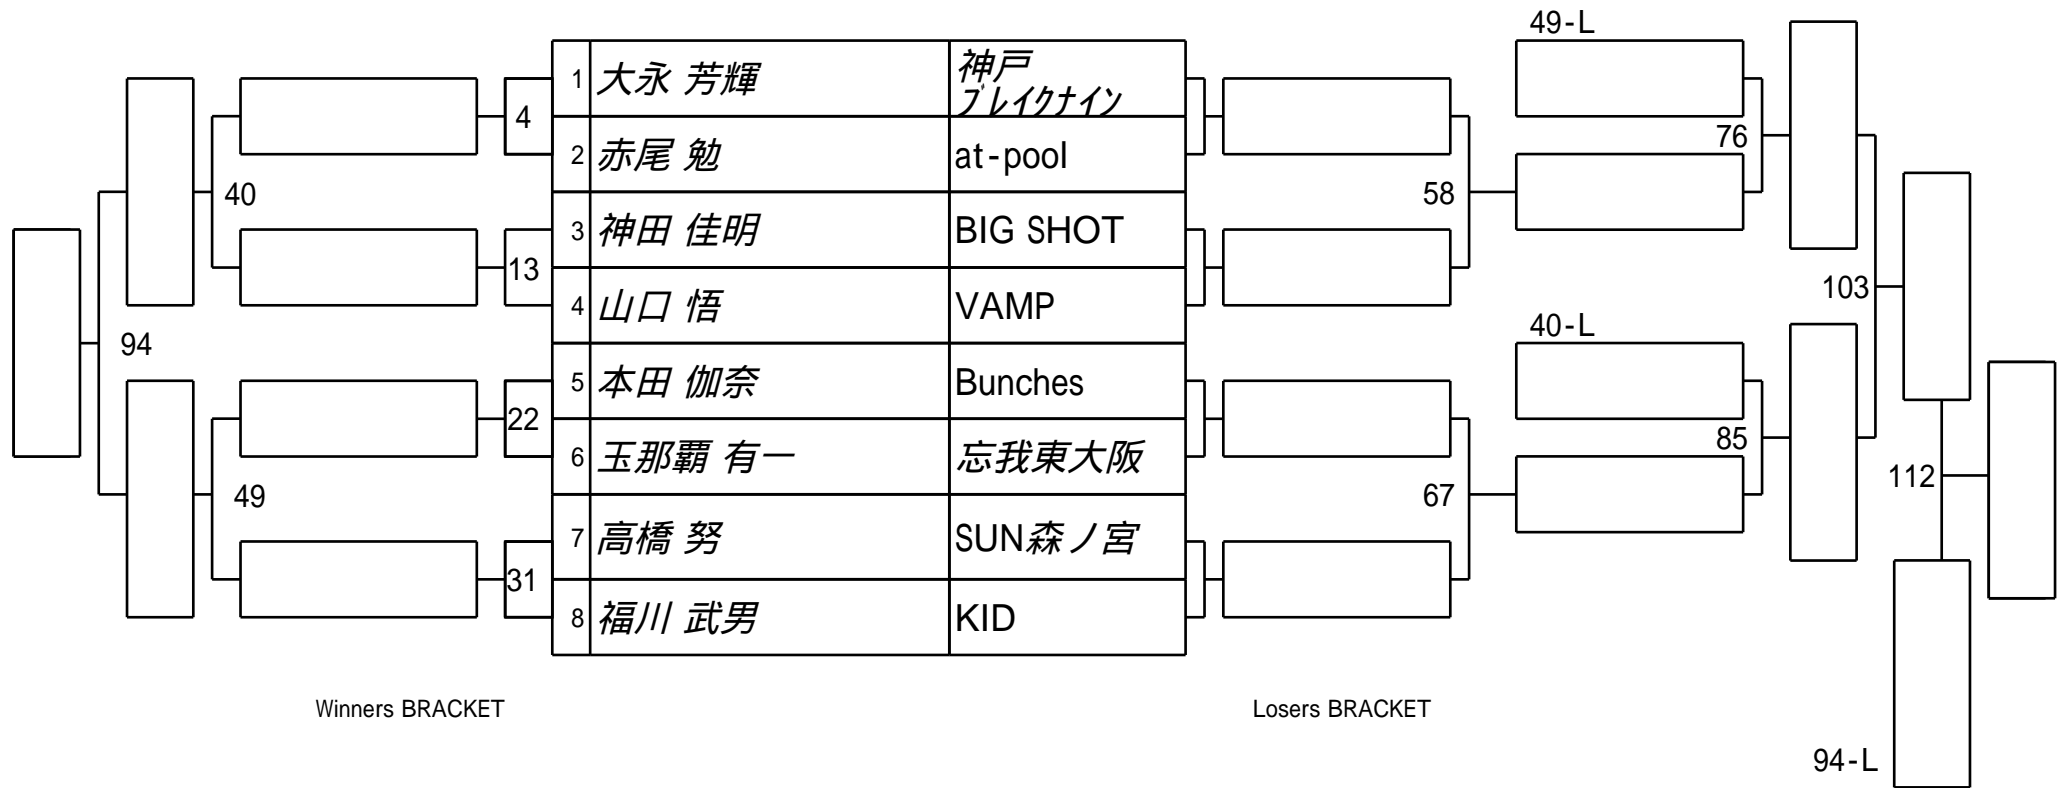 49-L
1 大永 芳輝 神戸
ブレイクナイン
4
2 赤尾 勉 at-pool
76
40
58
3 神田 佳明 BIG SHOT
13
103
4 山口 悟 VAMP
40-L
94
5 本田 伽奈 Bunches
22
85
6 玉那覇 有一 忘我東大阪
112
49
67
7 高橋 努 SUN森ノ宮
31
8 福川 武男 KID
Winners BRACKET
Losers BRACKET
94-L